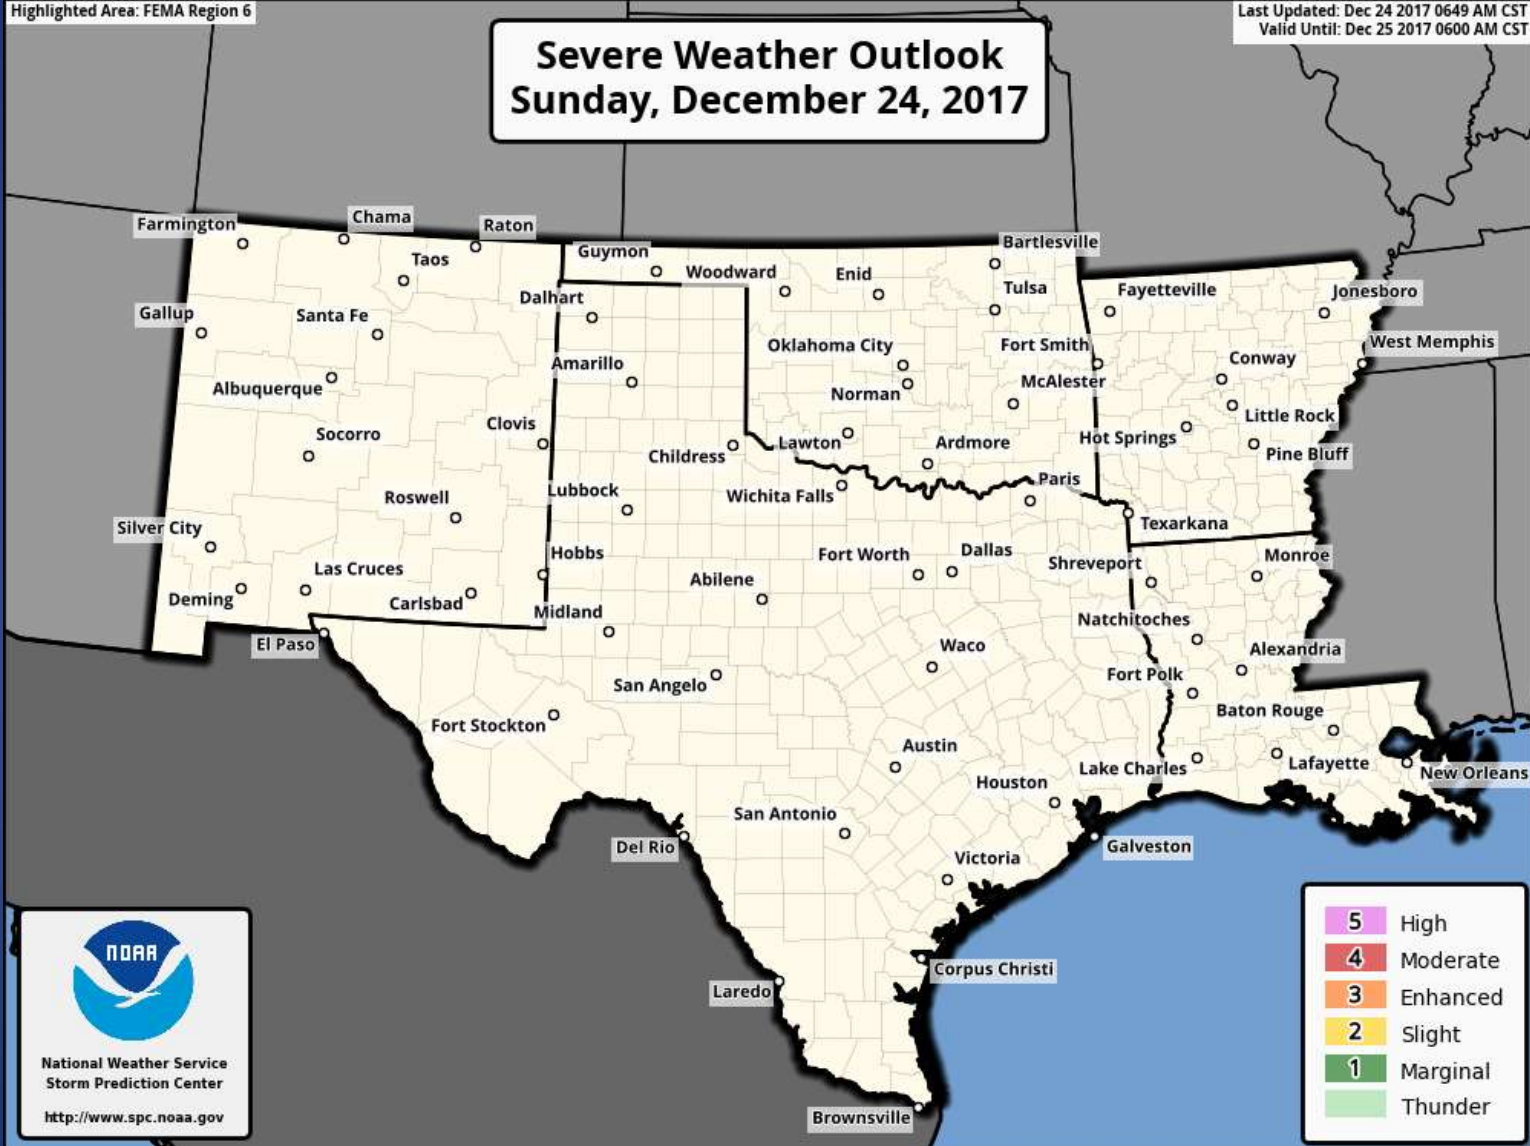 Highlighted Area: FEMA Region 6
Last Updated: Dec 24 2017 0649 AM CST
Valid Until: Dec 25 2017 0600 AM CST
Severe Weather Outlook
Sunday, December 24, 2017
Farmington
Chama
Raton
Taos
Guymon
Woodward
Enid
Bartlesville
Tulsa
Fayetteville
Jonesboro
Gallup
Santa Fe
Dalhart
Oklahoma City
Fort Smith
West Memphis
Albuquerque
Amarillo
Norman
McAlester
Conway
Little Rock
Socorro
Clovis
Childress
Lawton
Ardmore
Hot Springs
Pine Bluff
Roswell
Lubbock
Wichita Falls
Paris
Texarkana
Silver City
Las Cruces
Hobbs
Abilene
Fort Worth
Dallas
Shreveport
Monroe
Deming
Carlsbad
Midland
Natchitoches
El Paso
San Angelo
Waco
Fort Polk
Alexandria
Fort Stockton
Austin
Baton Rouge
Houston
Lake Charles
Lafayette
New Orleans
San Antonio
Del Rio
Victoria
Galveston
Laredo
Corpus Christi
Brownsville
NOAA
National Weather Service
Storm Prediction Center
http://www.spc.noaa.gov
5 High
4 Moderate
3 Enhanced
2 Slight
1 Marginal
Thunder